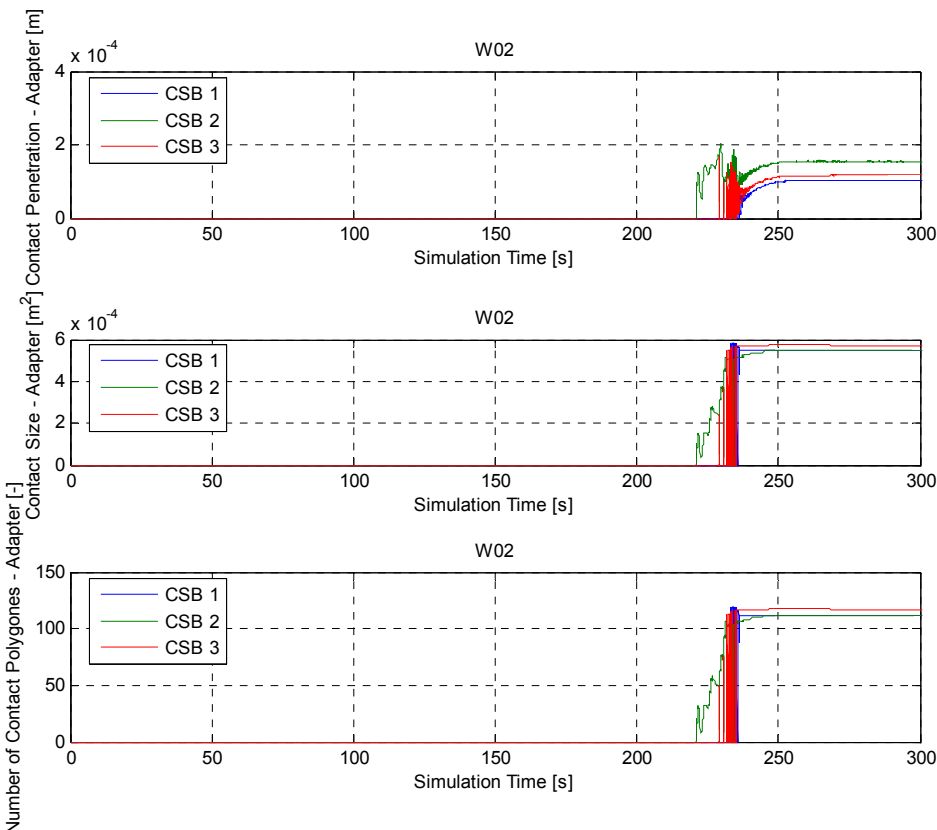 x 10^-4
W02
Contact Penetration - Adapter [m]
4
2
0
CSB 1
CSB 2
CSB 3
0 50 100 150 200 250 300
Simulation Time [s]
x 10^-4
W02
Contact Size - Adapter [m²]
6
4
2
0
CSB 1
CSB 2
CSB 3
0 50 100 150 200 250 300
Simulation Time [s]
W02
Number of Contact Polygones - Adapter [-]
150
100
50
0
CSB 1
CSB 2
CSB 3
0 50 100 150 200 250 300
Simulation Time [s]